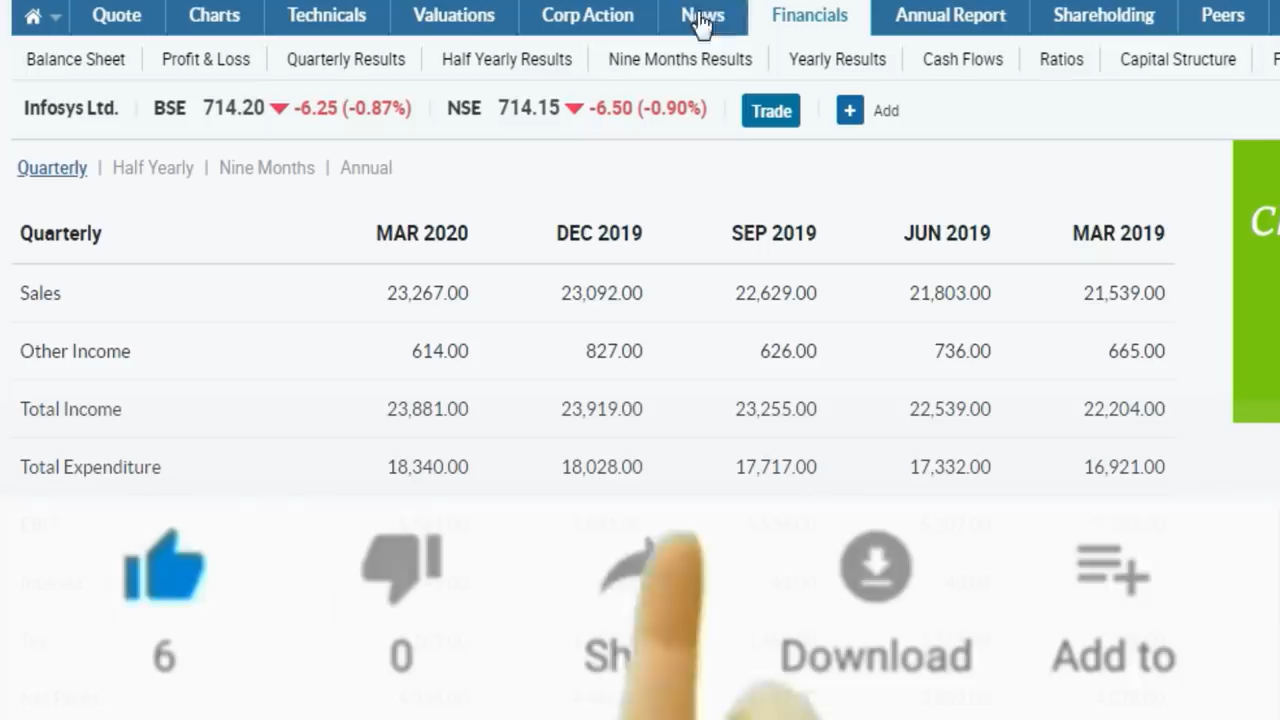 Quote Charts Technicals Valuations Corp Action News Financials Annual Report Shareholding Peers
Balance Sheet Profit & Loss Quarterly Results Half Yearly Results Nine Months Results Yearly Results Cash Flows Ratios Capital Structure
Infosys Ltd. BSE 714.20 -6.25 (-0.87%) NSE 714.15 -6.50 (-0.90%) Trade + Add
Quarterly | Half Yearly | Nine Months | Annual
Quarterly MAR 2020 DEC 2019 SEP 2019 JUN 2019 MAR 2019
Sales 23,267.00 23,092.00 22,629.00 21,803.00 21,539.00
Other Income 614.00 827.00 626.00 736.00 665.00
Total Income 23,881.00 23,919.00 23,255.00 22,539.00 22,204.00
Total Expenditure 18,340.00 18,028.00 17,717.00 17,332.00 16,921.00
6 0 Sh Download Add to